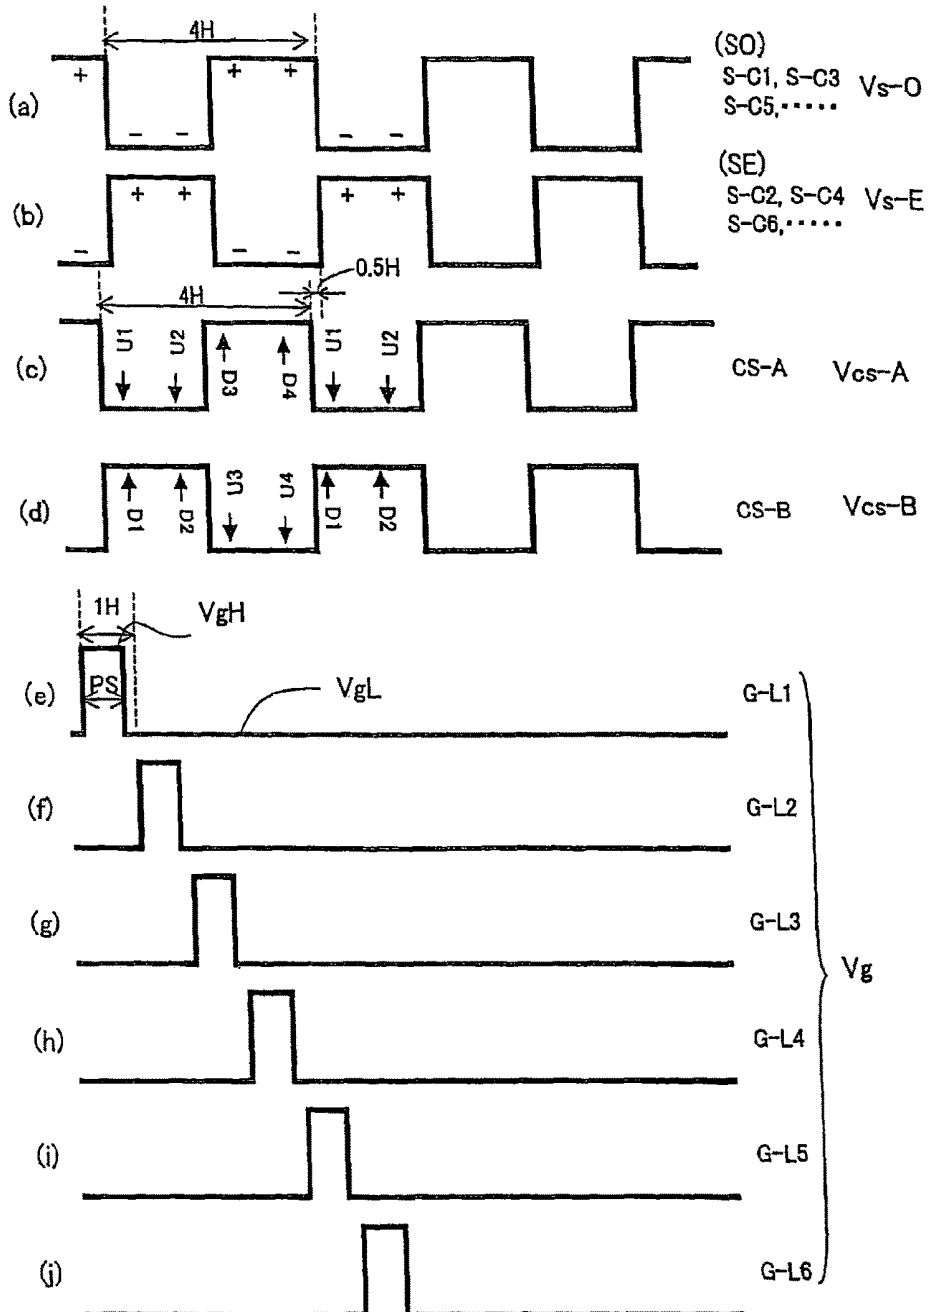 4H
(SO)
(a)
+ + +
- - - -
S-C1, S-C3
S-C5,·····
Vs-O
(SE)
(b)
+ + + +
- - -
S-C2, S-C4
S-C6,·····
Vs-E
0.5H
4H
(c)
U1 U2 D3 D4 U1 U2
CS-A
Vcs-A
(d)
D1 D2 U3 U4 D1 D2
CS-B
Vcs-B
1H
VgH
(e)
PS
VgL
G-L1
(f)
G-L2
(g)
G-L3
Vg
(h)
G-L4
(i)
G-L5
(j)
G-L6